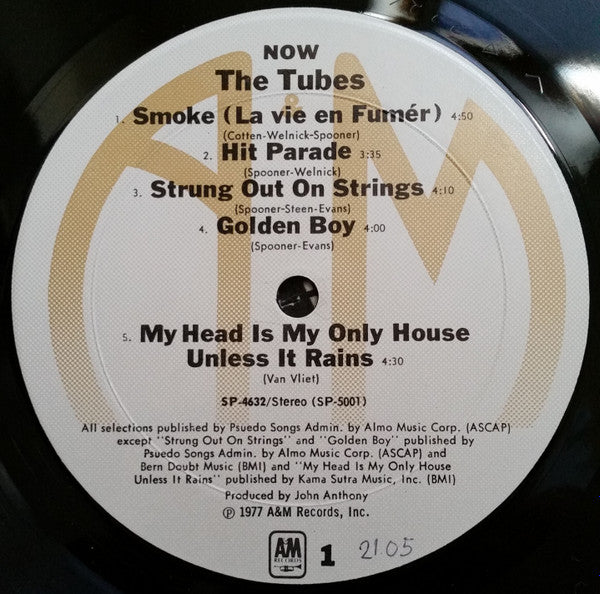 NOW
The Tubes
1. Smoke (La vie en Fumér) 4:50
(Cotten-Welnick-Spooner)
2. Hit Parade 3:35
(Spooner-Welnick)
3. Strung Out On Strings 4:10
(Spooner-Steen-Evans)
4. Golden Boy 4:00
(Spooner-Evans)
5. My Head Is My Only House
Unless It Rains 4:30
(Van Vliet)
SP-4632/Stereo (SP-5001)
All selections published by Psuedo Songs Admin. by Almo Music Corp. (ASCAP)
except "Strung Out On Strings" and "Golden Boy" published by
Psuedo Songs Admin. by Almo Music Corp. (ASCAP) and
Bern Doubt Music (BMI) and "My Head Is My Only House
Unless It Rains" published by Kama Sutra Music, Inc. (BMI)
Produced by John Anthony
℗ 1977 A&M Records, Inc.
A&M
RECORDS
1 2105